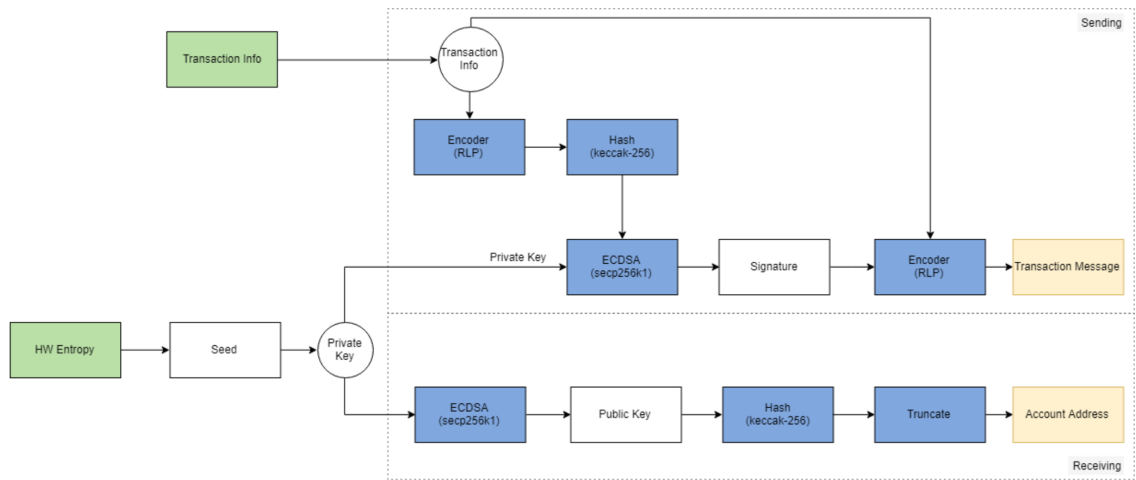 Sending
Transaction Info
Transaction
Info
Encoder
(RLP)
Hash
(keccak-256)
Private Key
ECDSA
(secp256k1)
Signature
Encoder
(RLP)
Transaction Message
HW Entropy
Seed
Private
Key
ECDSA
(secp256k1)
Public Key
Hash
(keccak-256)
Truncate
Account Address
Receiving